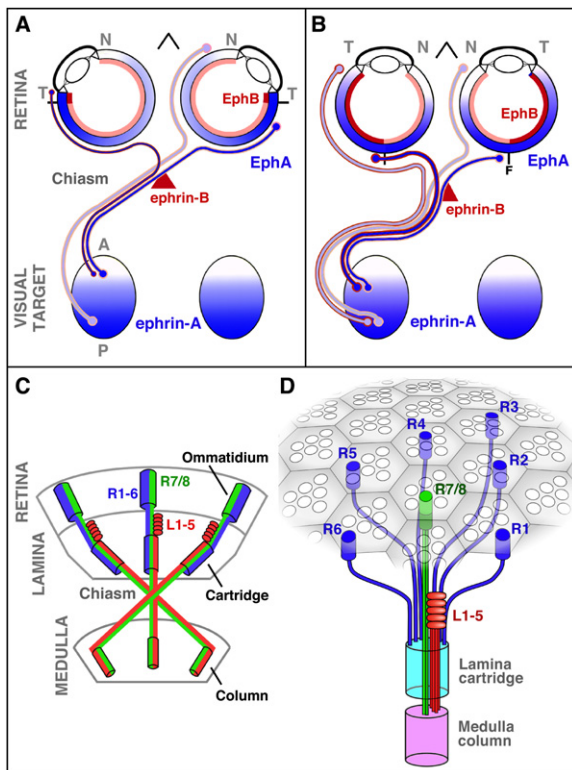 A
N
N
T
T
RETINA
EphB
EphA
Chiasm
ephrin-B
A
VISUAL
TARGET
ephrin-A
P
B
T
N
N
T
EphB
EphA
F
ephrin-B
ephrin-A
C
Ommatidium
R7/8
R1-6
RETINA
L1-5
LAMINA
Cartridge
Chiasm
MEDULLA
Column
D
R3
R4
R5
R2
R7/8
R6
R1
L1-5
Lamina
cartridge
Medulla
column